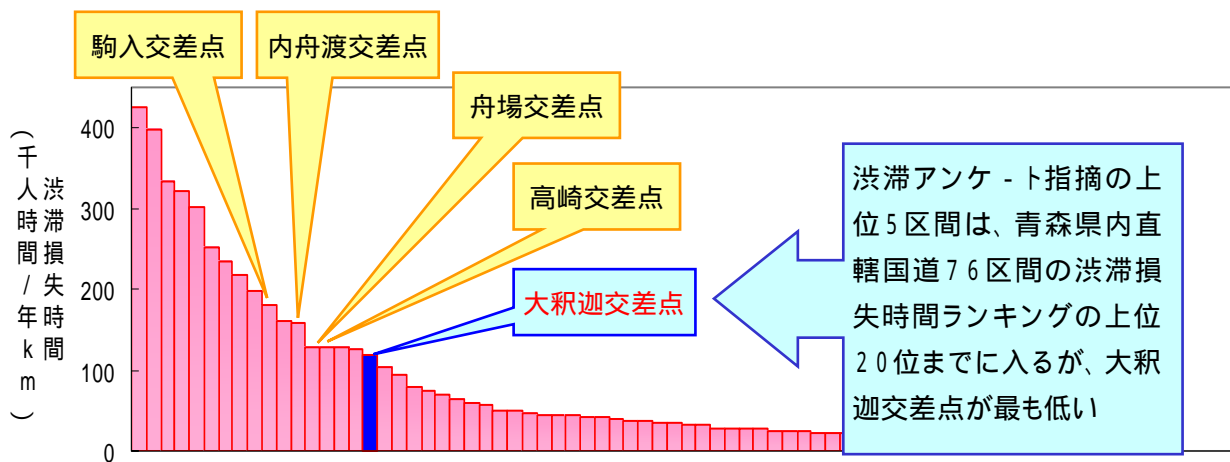 駒入交差点
内舟渡交差点
舟場交差点
高崎交差点
大釈迦交差点
渋滞損失時間
(千人時間/年km)
400
300
200
100
0
渋滞アンケ-ト指摘の上
位5区間は、青森県内直
轄国道76区間の渋滞損
失時間ランキングの上位
20位までに入るが、大釈
迦交差点が最も低い